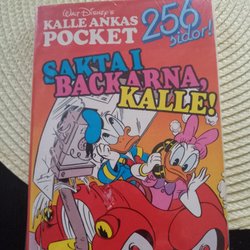 WALT DISNEY'S
KALLE ANKAS
POCKET
256
sidor!
SAKTA I
BACKARNA,
KALLE!